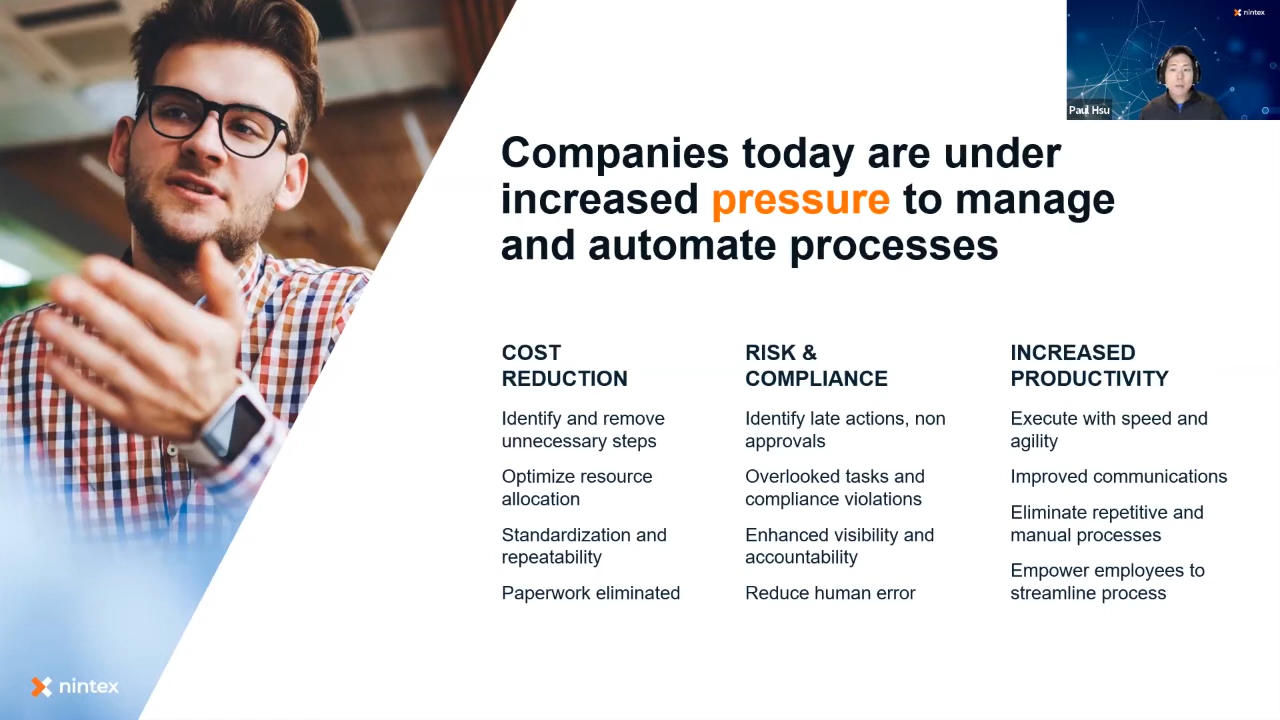 nintex
Paul Hsu
Companies today are under
increased pressure to manage
and automate processes
COST
REDUCTION
Identify and remove
unnecessary steps
Optimize resource
allocation
Standardization and
repeatability
Paperwork eliminated
RISK &
COMPLIANCE
Identify late actions, non
approvals
Overlooked tasks and
compliance violations
Enhanced visibility and
accountability
Reduce human error
INCREASED
PRODUCTIVITY
Execute with speed and
agility
Improved communications
Eliminate repetitive and
manual processes
Empower employees to
streamline process
nintex